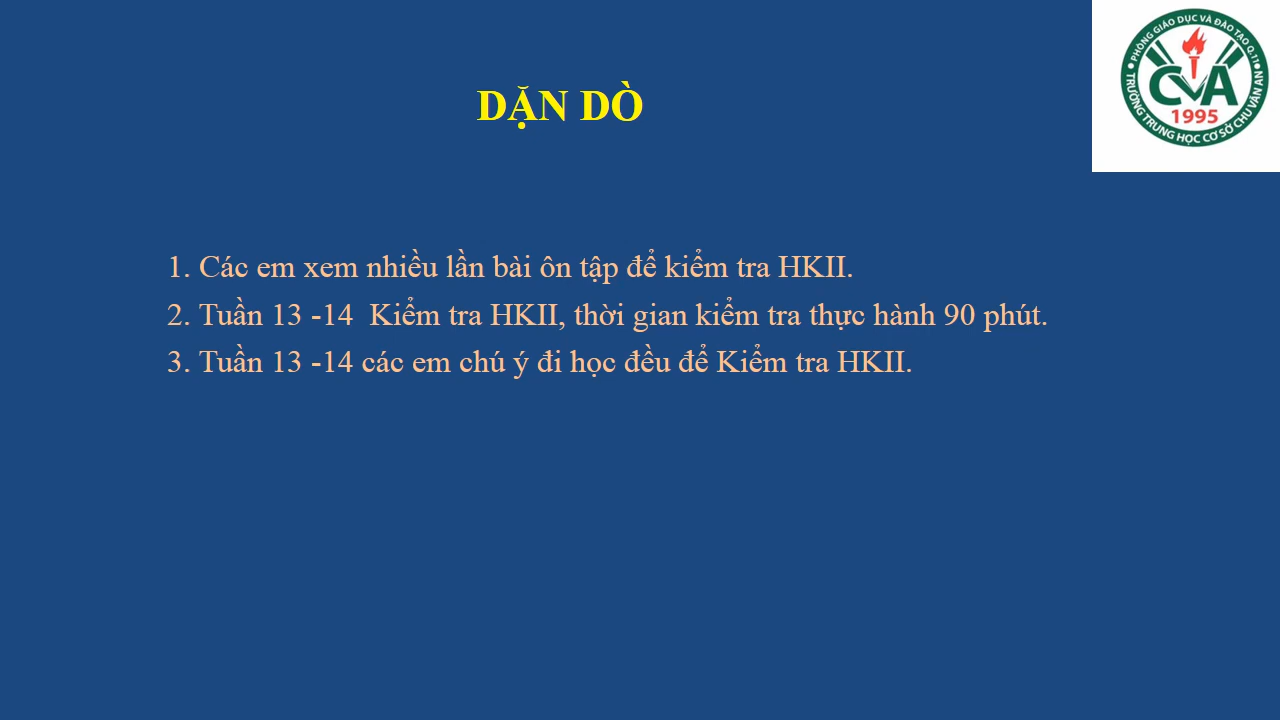 PHÒNG GIÁO DỤC VÀ ĐÀO TẠO Q.11
CVA
1995
TRƯỜNG TRUNG HỌC CƠ SỞ CHU VĂN AN
DẶN DÒ
1. Các em xem nhiều lần bài ôn tập để kiểm tra HKII.
2. Tuần 13 -14  Kiểm tra HKII, thời gian kiểm tra thực hành 90 phút.
3. Tuần 13 -14 các em chú ý đi học đều để Kiểm tra HKII.